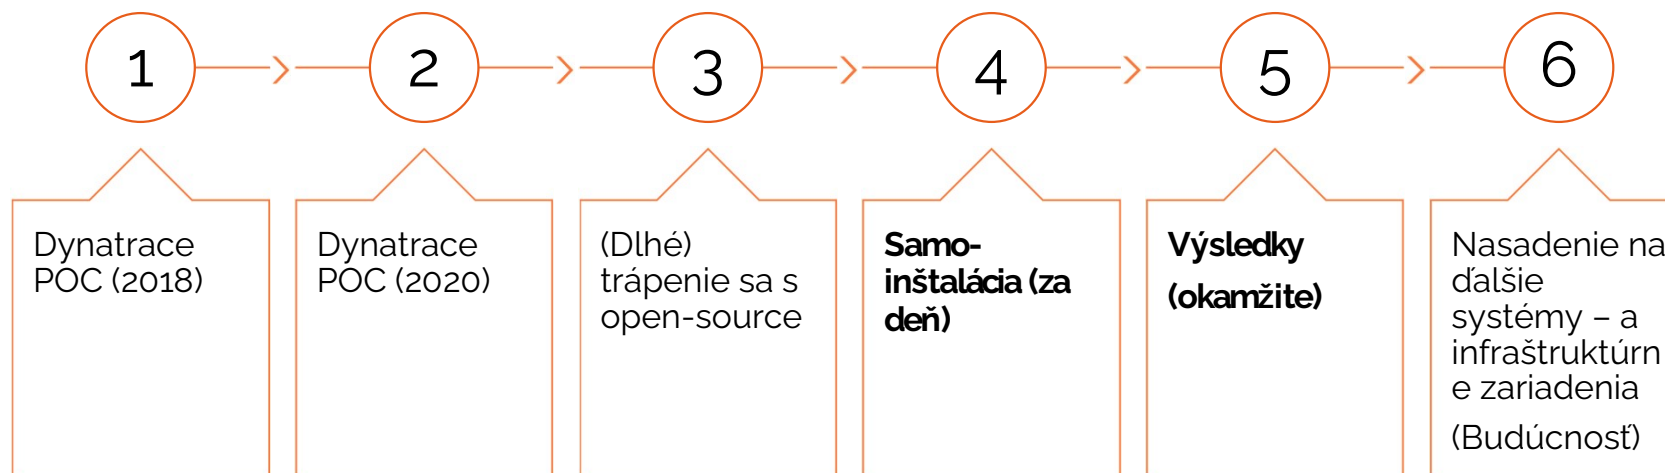 1
2
3
4
5
6
Dynatrace
POC (2018)
Dynatrace
POC (2020)
(Dlhé)
trápenie sa s
open-source
Samo-
inštalácia (za
deň)
Výsledky
(okamžite)
Nasadenie na
ďalšie
systémy – a
infraštruktúrn
e zariadenia
(Budúcnosť)